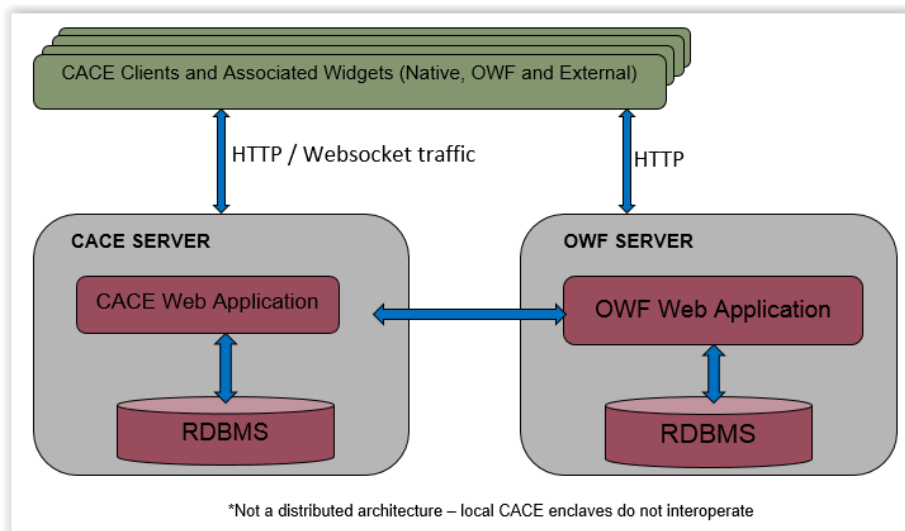 CACE Clients and Associated Widgets (Native, OWF and External)
HTTP / Websocket traffic
HTTP
CACE SERVER
OWF SERVER
CACE Web Application
OWF Web Application
RDBMS
RDBMS
*Not a distributed architecture – local CACE enclaves do not interoperate